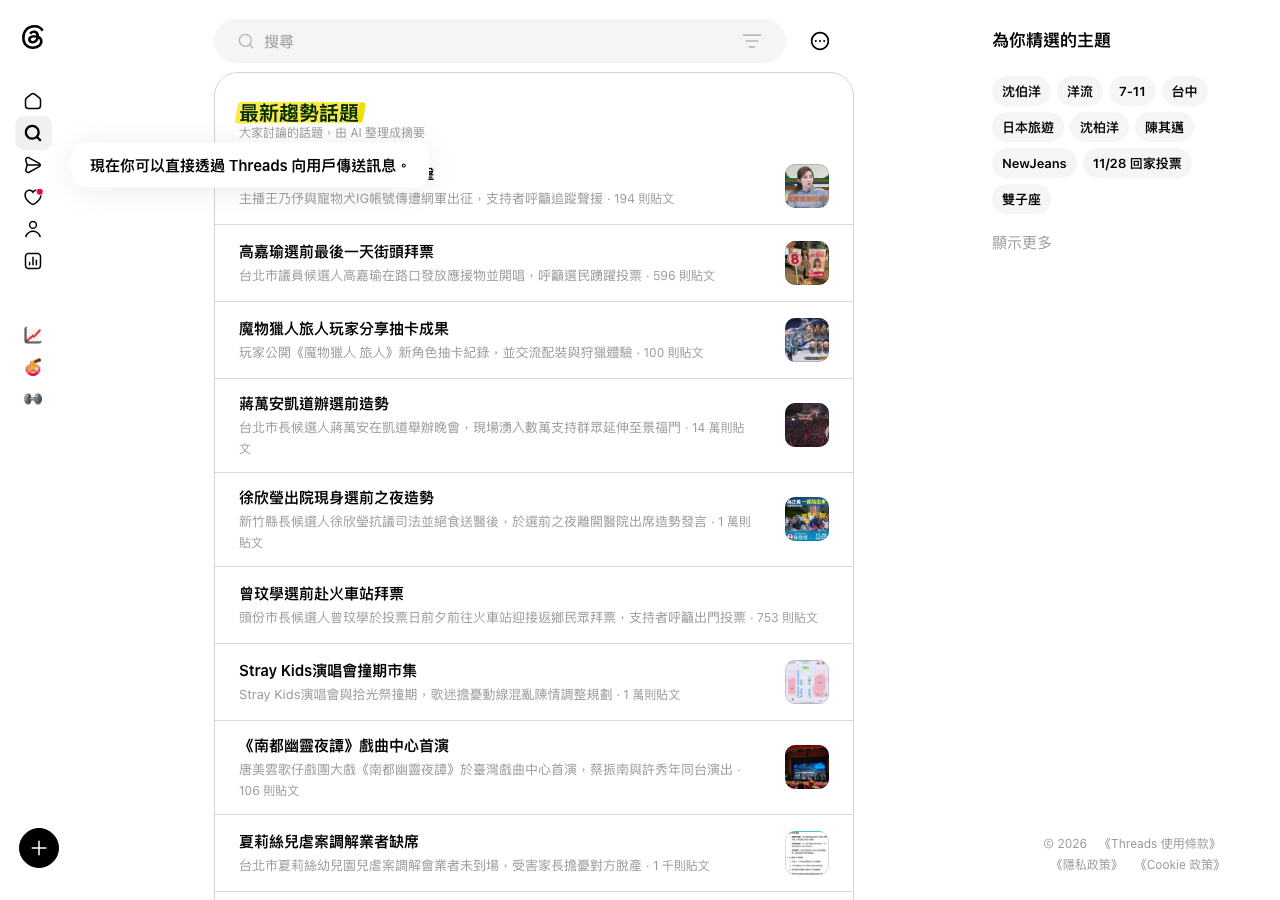 搜尋
最新趨勢話題
大家討論的話題，由 AI 整理成摘要
現在你可以直接透過 Threads 向用戶傳送訊息。
主播王乃伃與寵物犬IG帳號傳遭網軍出征，支持者呼籲追蹤聲援 · 194 則貼文
高嘉瑜選前最後一天街頭拜票
台北市議員候選人高嘉瑜在路口發放應援物並開唱，呼籲選民踴躍投票 · 596 則貼文
魔物獵人旅人玩家分享抽卡成果
玩家公開《魔物獵人 旅人》新角色抽卡紀錄，並交流配裝與狩獵體驗 · 100 則貼文
蔣萬安凱道辦選前造勢
台北市長候選人蔣萬安在凱道舉辦晚會，現場湧入數萬支持群眾延伸至景福門 · 14 萬則貼
文
徐欣瑩出院現身選前之夜造勢
新竹縣長候選人徐欣瑩抗議司法並絕食送醫後，於選前之夜離開醫院出席造勢發言 · 1 萬則
貼文
曾玟學選前赴火車站拜票
頭份市長候選人曾玟學於投票日前夕前往火車站迎接返鄉民眾拜票，支持者呼籲出門投票 · 753 則貼文
Stray Kids演唱會撞期市集
Stray Kids演唱會與拾光祭撞期，歌迷擔憂動線混亂陳情調整規劃 · 1 萬則貼文
《南都幽靈夜譚》戲曲中心首演
唐美雲歌仔戲團大戲《南都幽靈夜譚》於臺灣戲曲中心首演，蔡振南與許秀年同台演出 ·
106 則貼文
夏莉絲兒虐案調解業者缺席
台北市夏莉絲幼兒園兒虐案調解會業者未到場，受害家長擔憂對方脫產 · 1 千則貼文
為你精選的主題
沈伯洋 洋流 7-11 台中
日本旅遊 沈柏洋 陳其邁
NewJeans 11/28 回家投票
雙子座
顯示更多
© 2026 《Threads 使用條款》
《隱私政策》 《Cookie 政策》